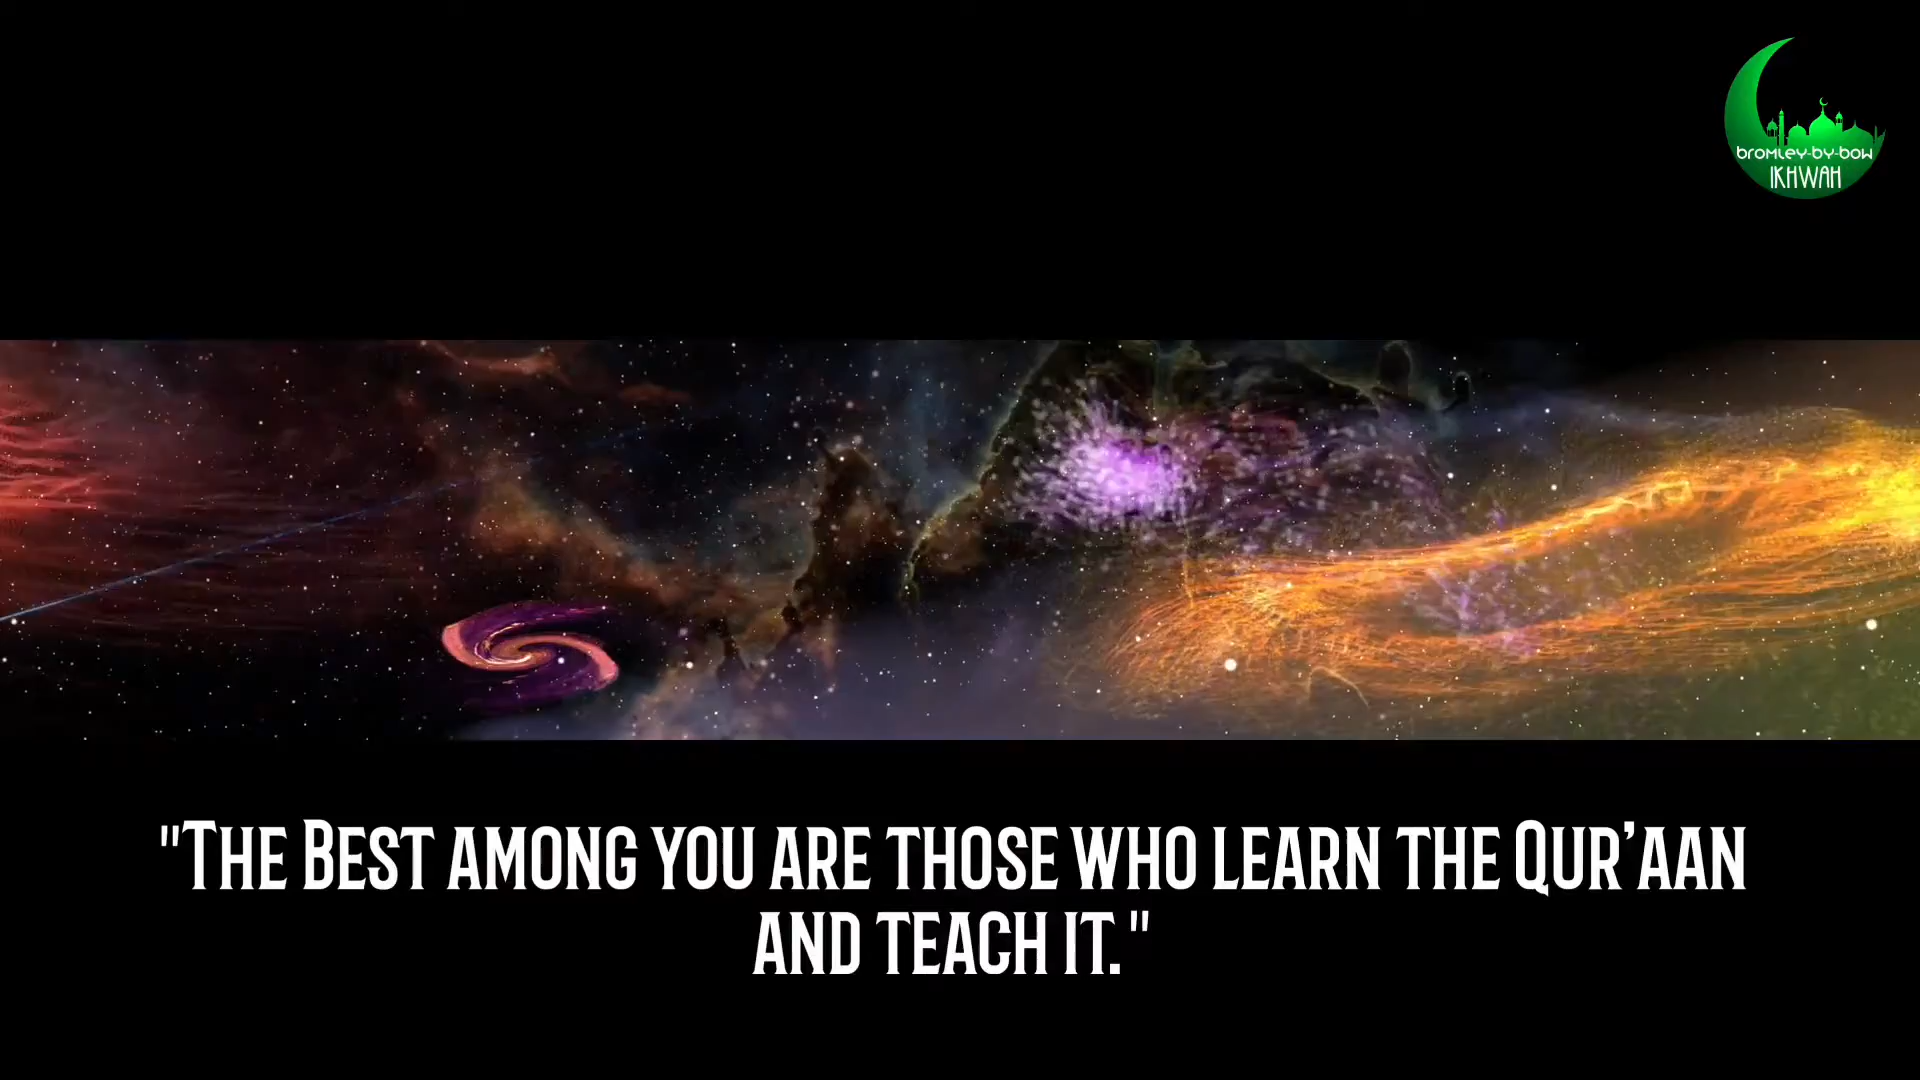 bromley-by-bow
IKHWAH
"The Best among you are those who learn the Qur’aan
and teach it."